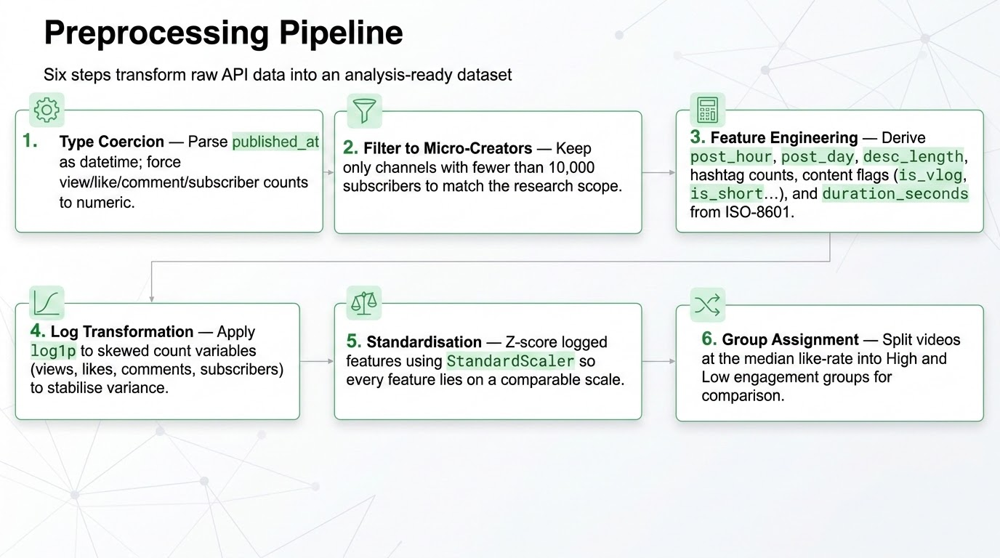 Preprocessing Pipeline
Six steps transform raw API data into an analysis-ready dataset
1. Type Coercion — Parse published_at
as datetime; force
view/like/comment/subscriber counts
to numeric.
2. Filter to Micro-Creators — Keep
only channels with fewer than 10,000
subscribers to match the research scope.
3. Feature Engineering — Derive
post_hour, post_day, desc_length,
hashtag counts, content flags (is_vlog,
is_short…), and duration_seconds
from ISO-8601.
4. Log Transformation — Apply
log1p to skewed count variables
(views, likes, comments, subscribers)
to stabilise variance.
5. Standardisation — Z-score logged
features using StandardScaler so
every feature lies on a comparable scale.
6. Group Assignment — Split videos
at the median like-rate into High and
Low engagement groups for
comparison.